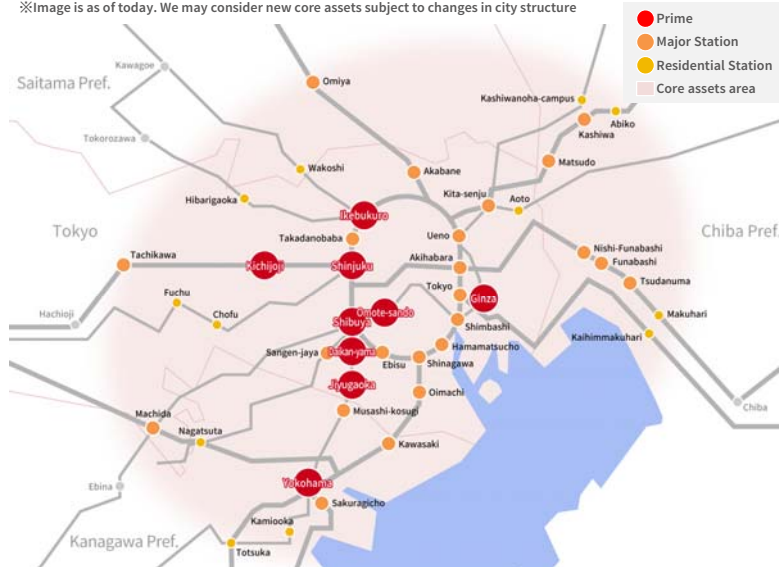 ※Image is as of today. We may consider new core assets subject to changes in city structure
Prime
Major Station
Residential Station
Core assets area
Kawagoe
Saitama Pref.
Omiya
Kashiwanoha-campus
Abiko
Kashiwa
Tokorozawa
Wakoshi
Akabane
Matsudo
Hibarigaoka
Kita-senju
Aoto
Ikebukuro
Tokyo
Takadanobaba
Ueno
Chiba Pref.
Tachikawa
Kichijoji
Shinjuku
Akihabara
Nishi-Funabashi
Funabashi
Tsudanuma
Tokyo
Ginza
Fuchu
Chofu
Omote-sando
Hachioji
Shibuya
Shimbashi
Makuhari
Kaihimmakuhari
Sangen-jaya
Daikan-yama
Ebisu
Hamamatsucho
Shinagawa
Jiyugaoka
Oimachi
Chiba
Machida
Musashi-kosugi
Nagatsuta
Kawasaki
Ebina
Yokohama
Sakuragicho
Kamiooka
Kanagawa Pref.
Totsuka